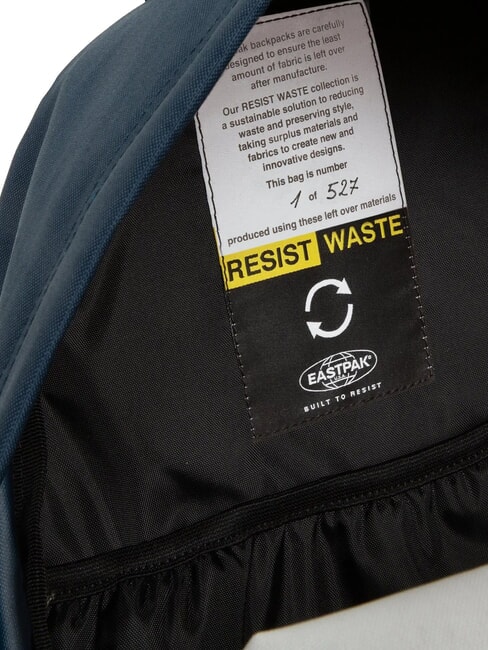 backpacks are carefully
designed to ensure the least
amount of fabric is left over
after manufacture.
Our RESIST WASTE collection is
a sustainable solution to reducing
waste and preserving style,
taking surplus materials and
fabrics to create new and
innovative designs.
This bag is number
1 of 527
produced using these left over materials
RESIST WASTE
EASTPAK®
USA
BUILT TO RESIST